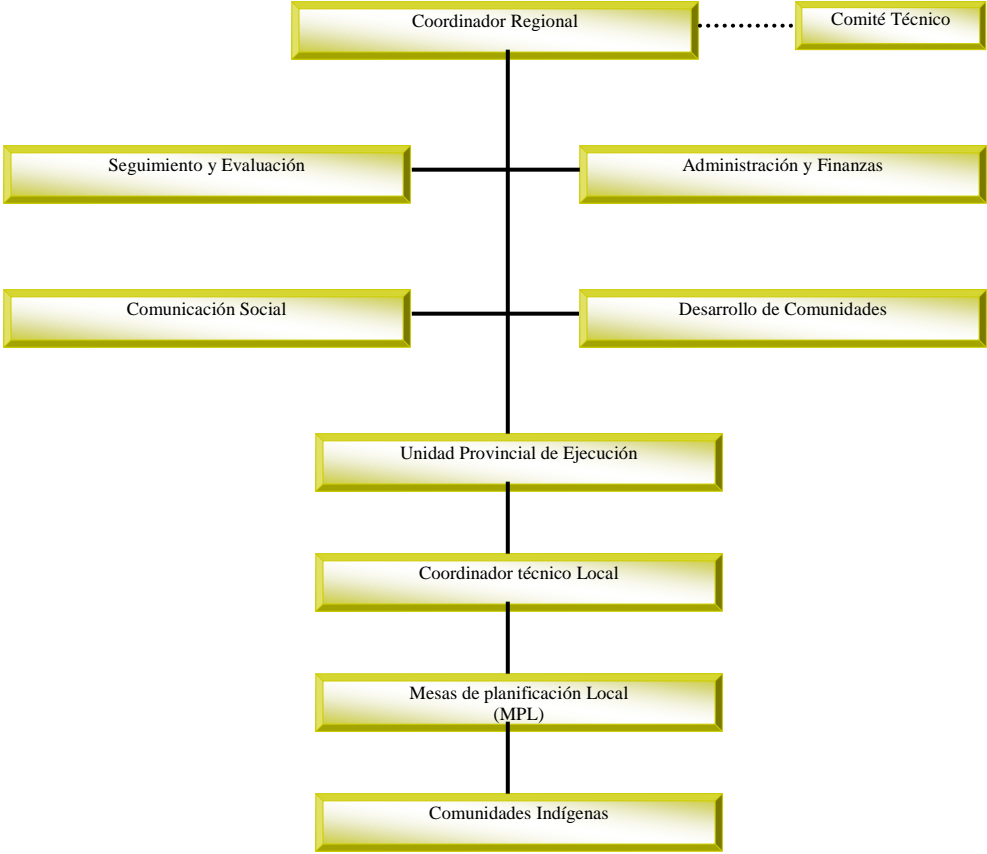 Coordinador Regional
Comité Técnico
Seguimiento y Evaluación
Administración y Finanzas
Comunicación Social
Desarrollo de Comunidades
Unidad Provincial de Ejecución
Coordinador técnico Local
Mesas de planificación Local
(MPL)
Comunidades Indígenas